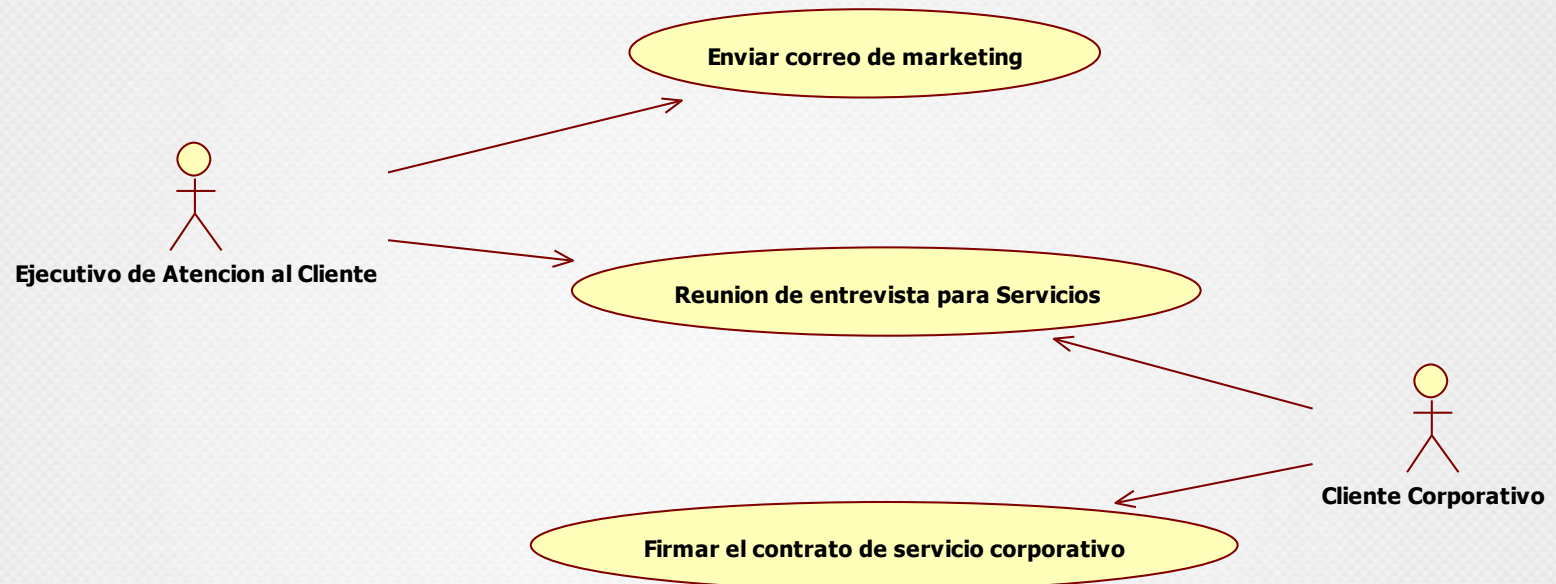 Enviar correo de marketing
Ejecutivo de Atencion al Cliente
Reunion de entrevista para Servicios
Cliente Corporativo
Firmar el contrato de servicio corporativo